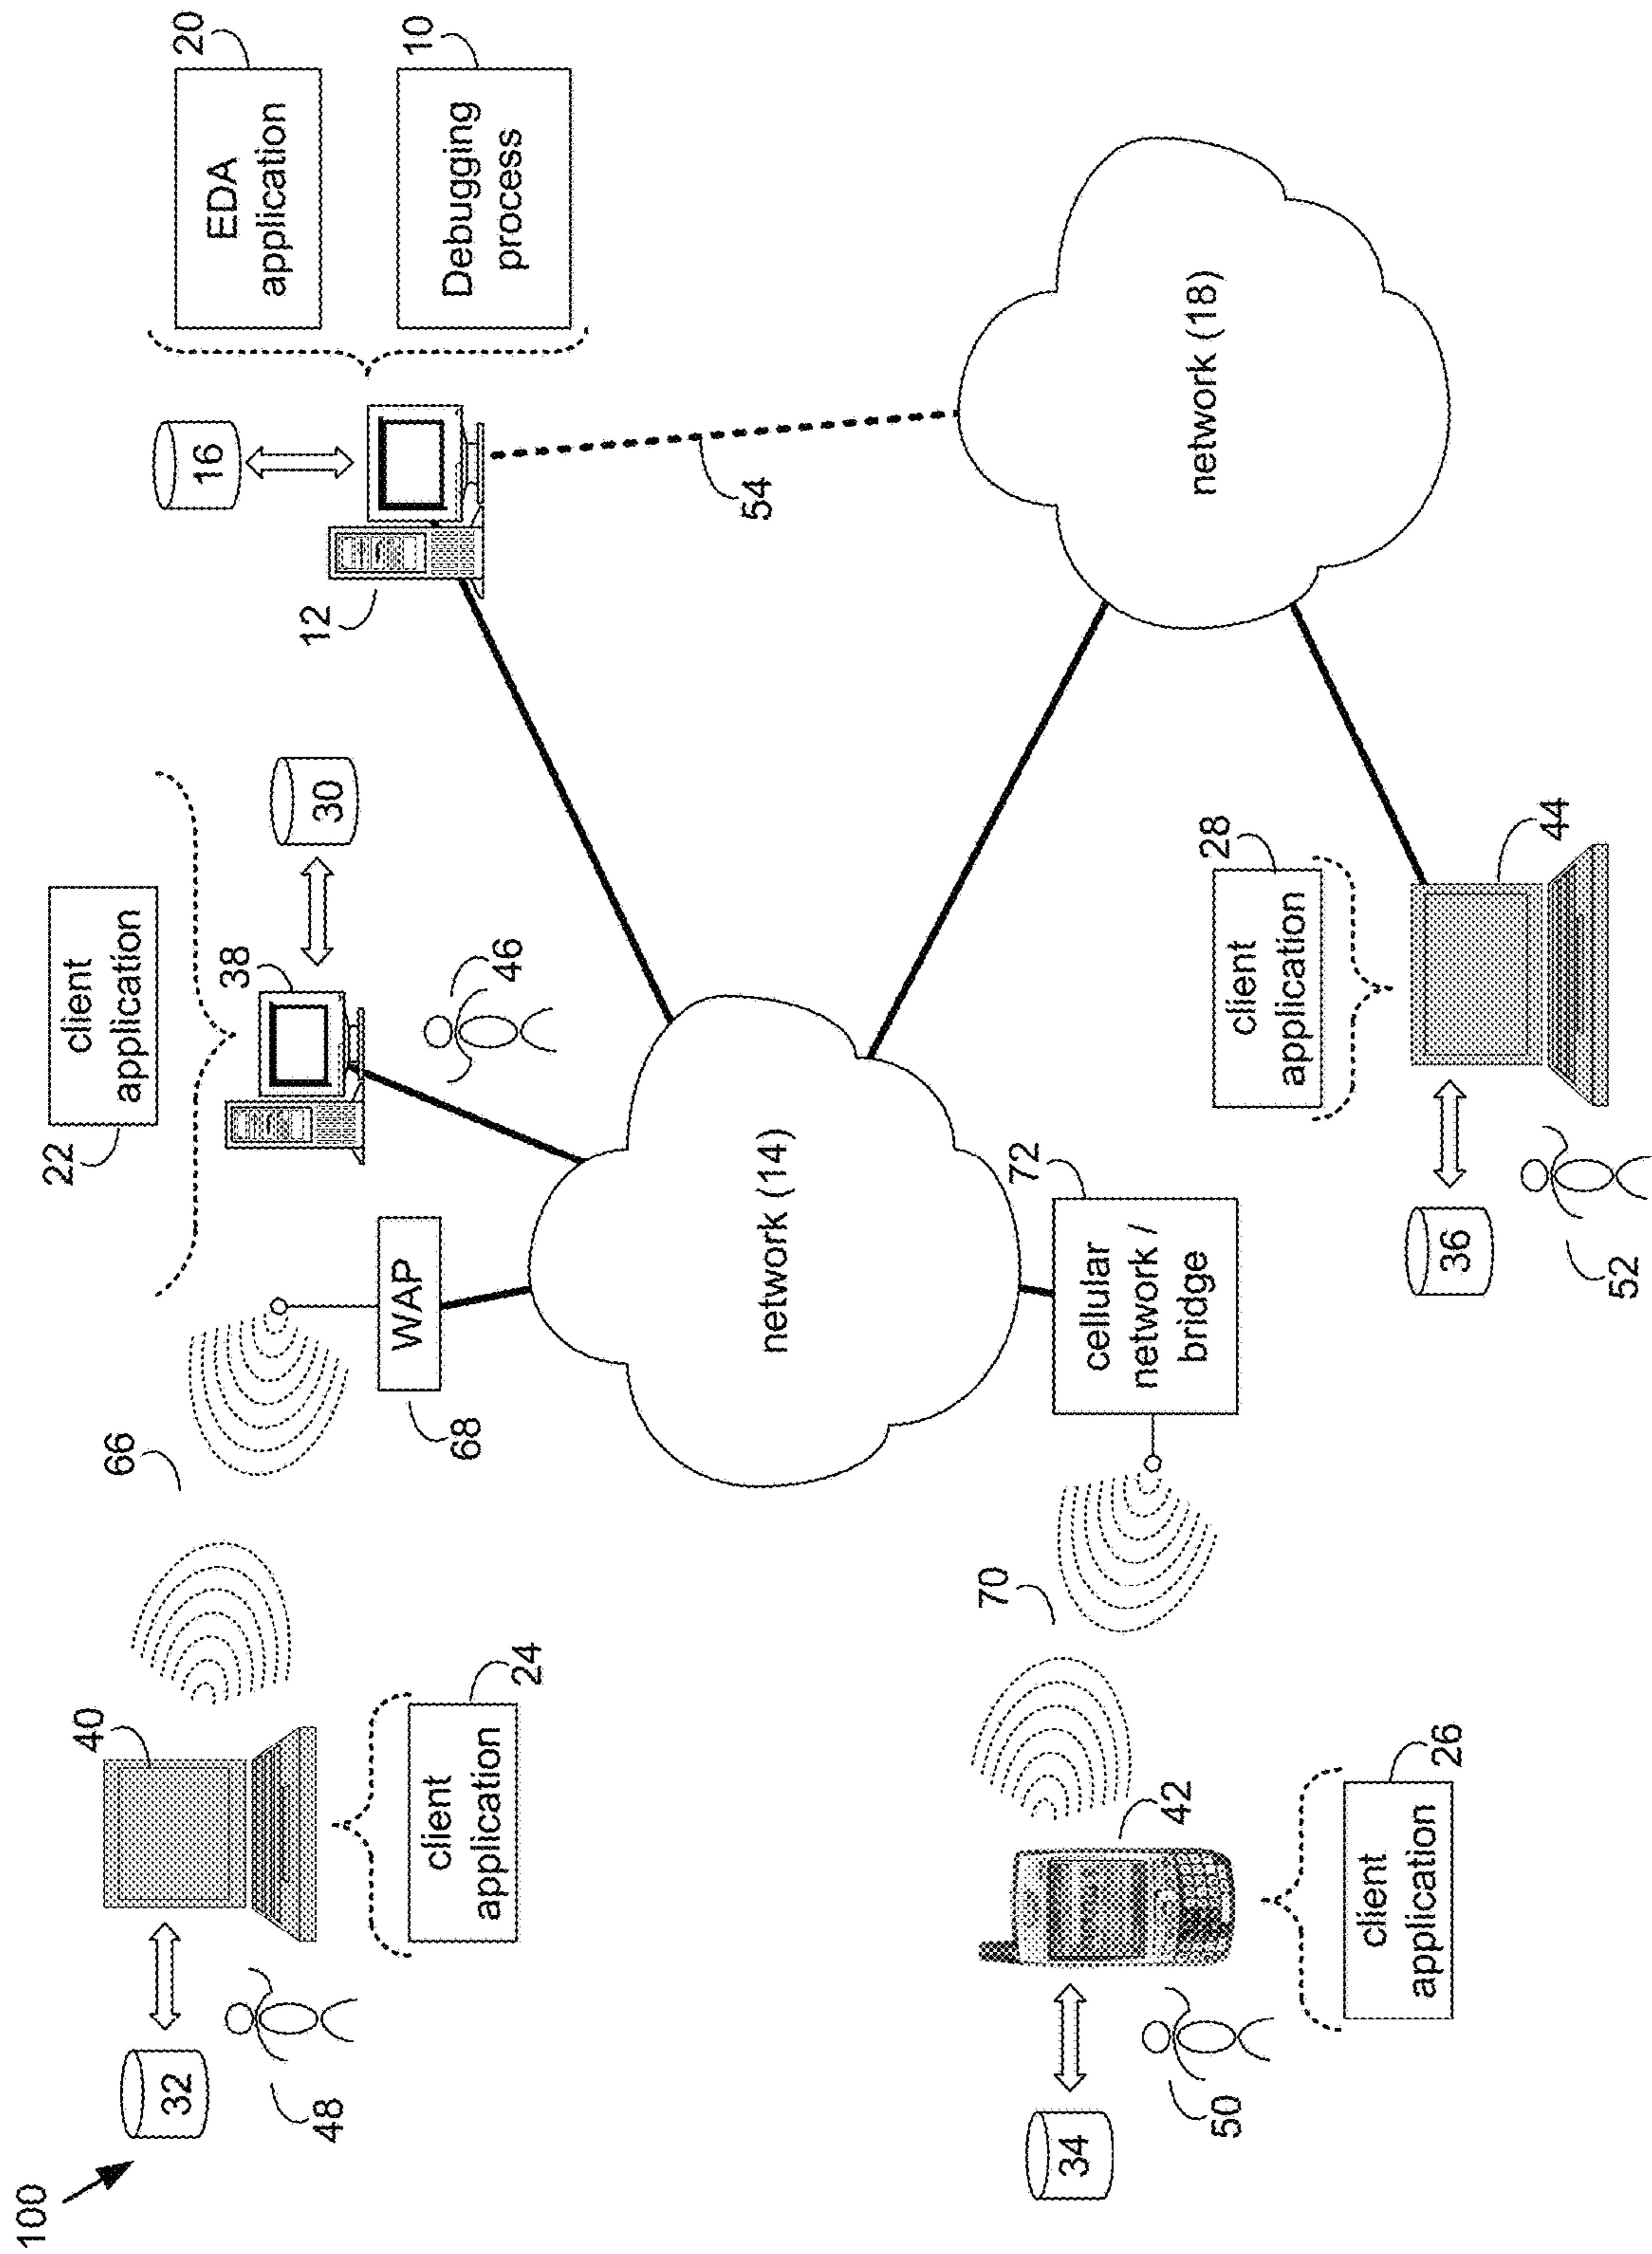 100
32
48
40
client
application
24
66
WAP
68
client
application
22
38
30
46
16
12
EDA
application
20
Debugging
process
10
54
network (14)
network (18)
34
50
42
client
application
26
70
cellular
network /
bridge
72
client
application
28
44
36
52